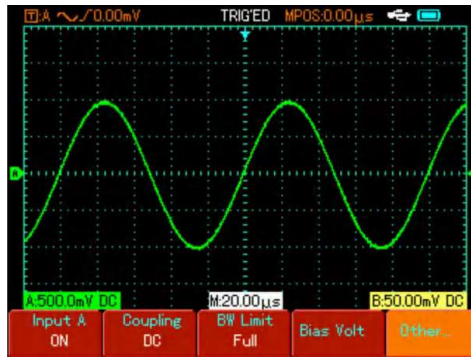 T:A 0.00mV TRIG'ED MPOS:0.00µs
A
A:500.0mV DC M:20.00µs B:50.00mV DC
Input A Coupling BW Limit Bias Volt Other...
ON DC Full